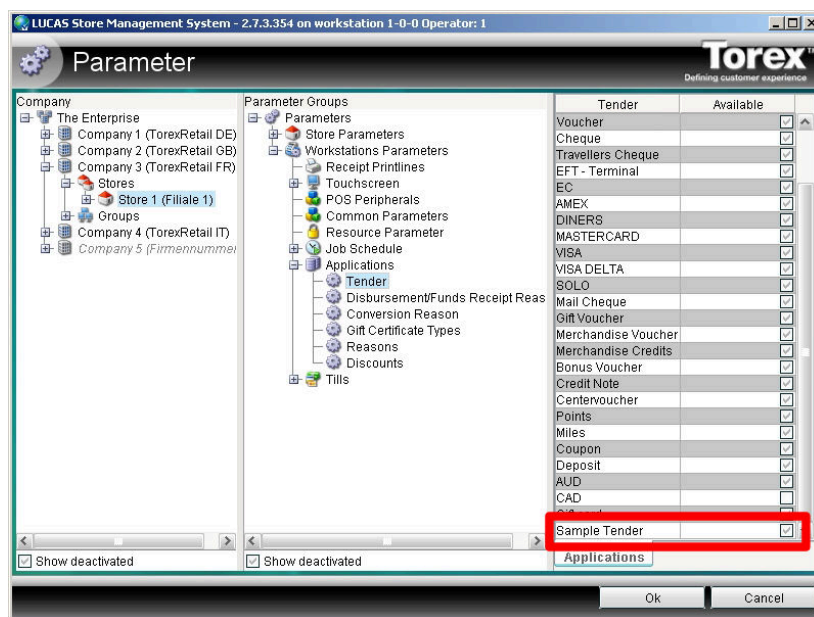 LUCAS Store Management System - 2.7.3.354 on workstation 1-0-0 Operator: 1
Parameter
Torex™
Defining customer experience
Company
The Enterprise
Company 1 (TorexRetail DE)
Company 2 (TorexRetail GB)
Company 3 (TorexRetail FR)
Stores
Store 1 (Filiale 1)
Groups
Company 4 (TorexRetail IT)
Company 5 (Firmennummer
Show deactivated
Parameter Groups
Parameters
Store Parameters
Workstations Parameters
Receipt Printlines
Touchscreen
POS Peripherals
Common Parameters
Resource Parameter
Job Schedule
Applications
Tender
Disbursement/Funds Receipt Reas
Conversion Reason
Gift Certificate Types
Reasons
Discounts
Tills
Show deactivated
Tender Available
Voucher
Cheque
Travellers Cheque
EFT - Terminal
EC
AMEX
DINERS
MASTERCARD
VISA
VISA DELTA
SOLO
Mail Cheque
Gift Voucher
Merchandise Voucher
Merchandise Credits
Bonus Voucher
Credit Note
Centervoucher
Points
Miles
Coupon
Deposit
AUD
CAD
Sample Tender
Applications
Ok Cancel